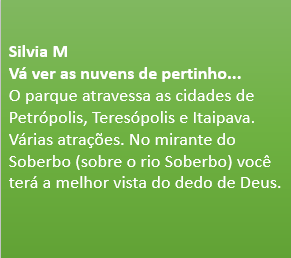 Silvia M
Vá ver as nuvens de pertinho...
O parque atravessa as cidades de
Petrópolis, Teresópolis e Itaipava.
Várias atrações. No mirante do
Soberbo (sobre o rio Soberbo) você
terá a melhor vista do dedo de Deus.